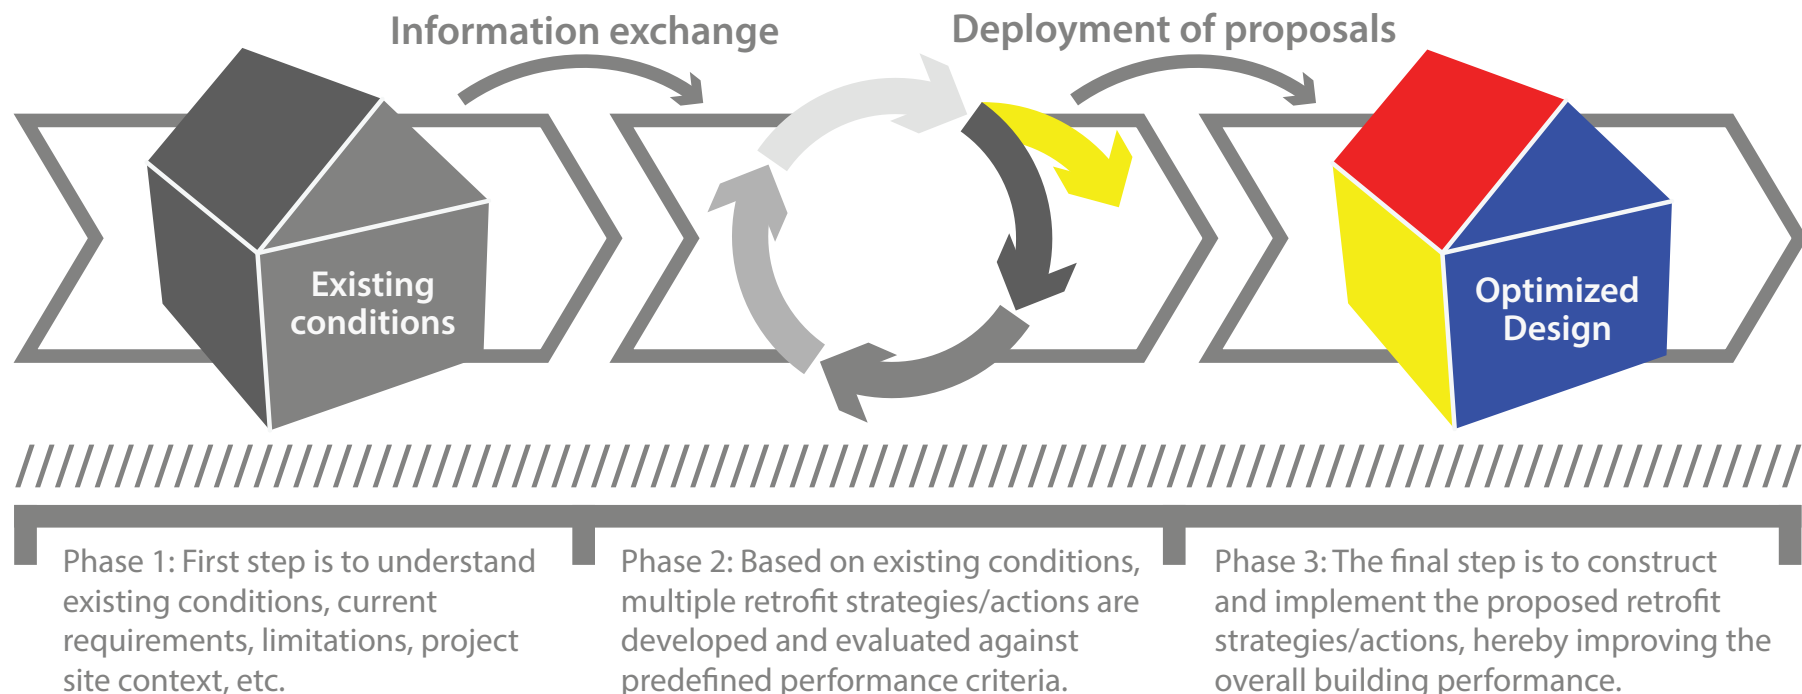 Information exchange
Deployment of proposals
Existing
conditions
Optimized
Design
Phase 1: First step is to understand
existing conditions, current
requirements, limitations, project
site context, etc.
Phase 2: Based on existing conditions,
multiple retrofit strategies/actions are
developed and evaluated against
predefined performance criteria.
Phase 3: The final step is to construct
and implement the proposed retrofit
strategies/actions, hereby improving the
overall building performance.